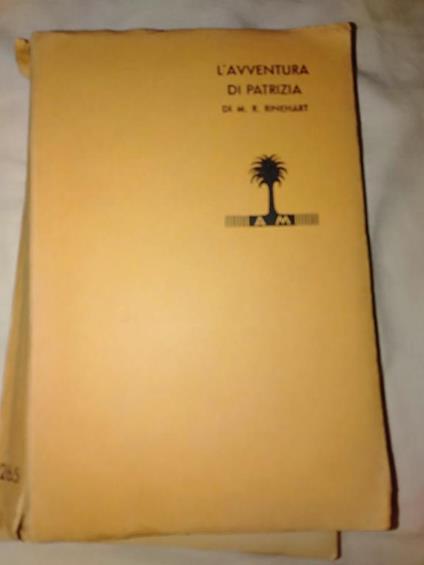 L'AVVENTURA
DI PATRIZIA
DI M. R. RINEHART
A M
265